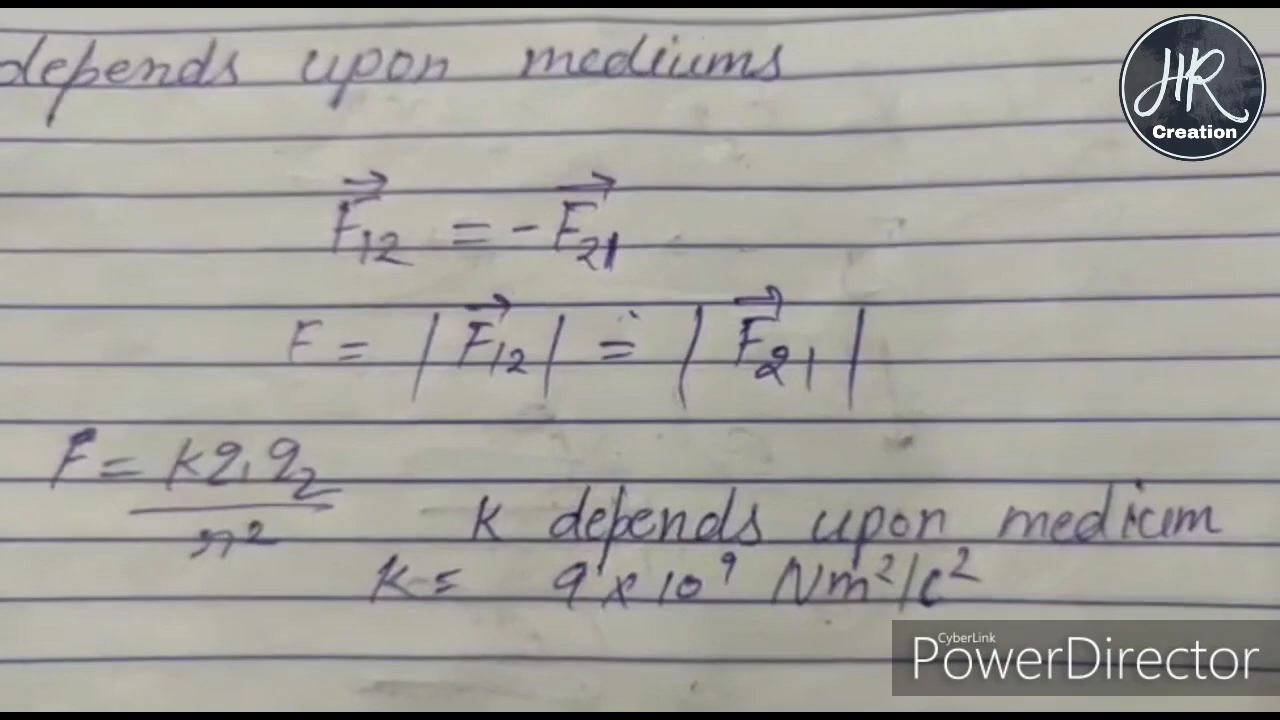 depends upon mediums
HR
Creation
F⃗12 = - F⃗21
F = | F⃗12 | = | F⃗21 |
F = kq1q2 / r²
K depends upon medium
K = 9 x 10⁹ Nm²/c²
CyberLink
PowerDirector